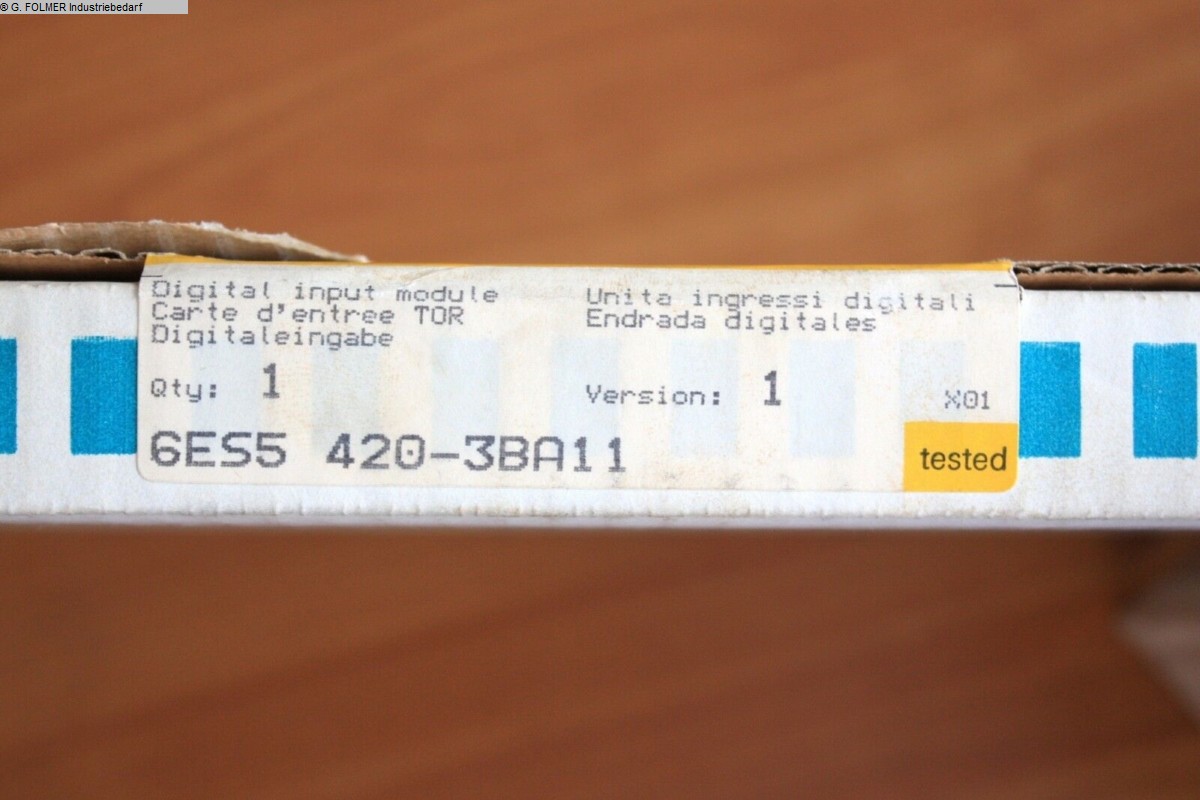 ® G. FOLMER Industriebedarf
Digital input module
Carte d'entree TOR
Digitaleingabe
Unita ingressi digitali
Endrada digitales
Qty: 1
Version: 1
X01
6ES5 420-3BA11
tested